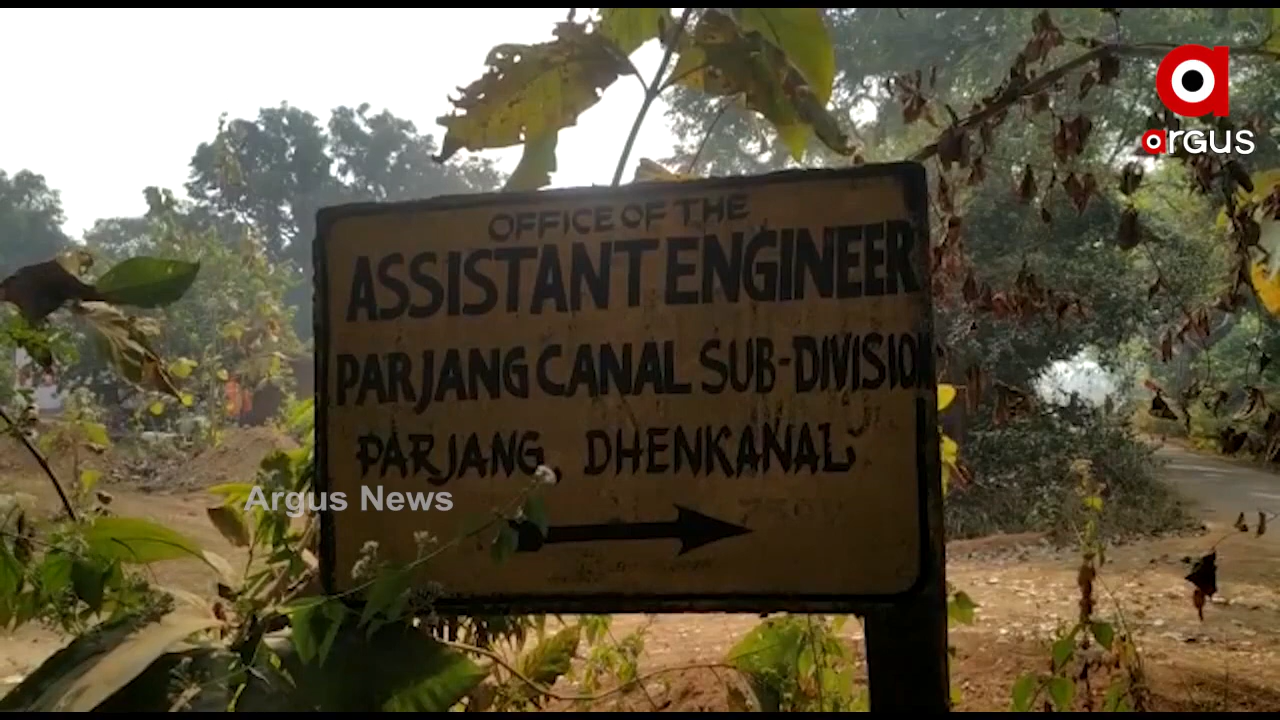 argus
OFFICE OF THE
ASSISTANT ENGINEER
PARJANG CANAL SUB-DIVISION
PARJANG, DHENKANAL
Argus News